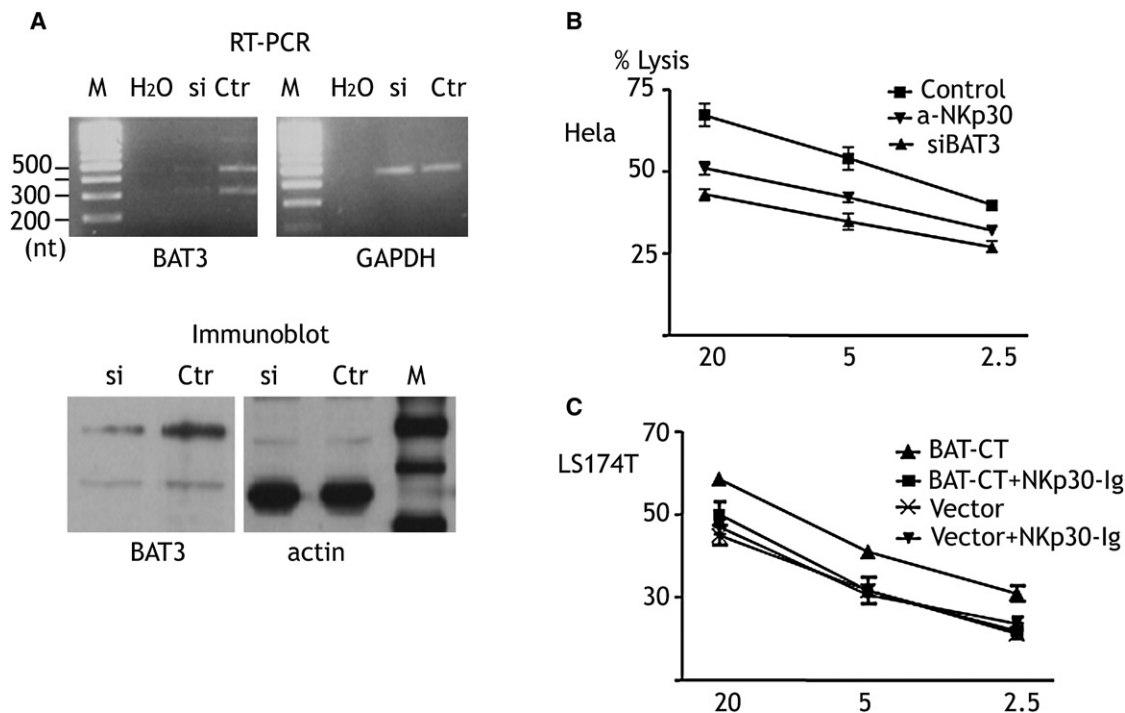 A
RT-PCR
M H2O si Ctr M H2O si Ctr
500
300
200
(nt)
BAT3 GAPDH
Immunoblot
si Ctr si Ctr M
BAT3 actin
B
% Lysis
75
Hela
50
25
Control
a-NKp30
siBAT3
20 5 2.5
C
70
LS174T
50
30
BAT-CT
BAT-CT+NKp30-Ig
Vector
Vector+NKp30-Ig
20 5 2.5